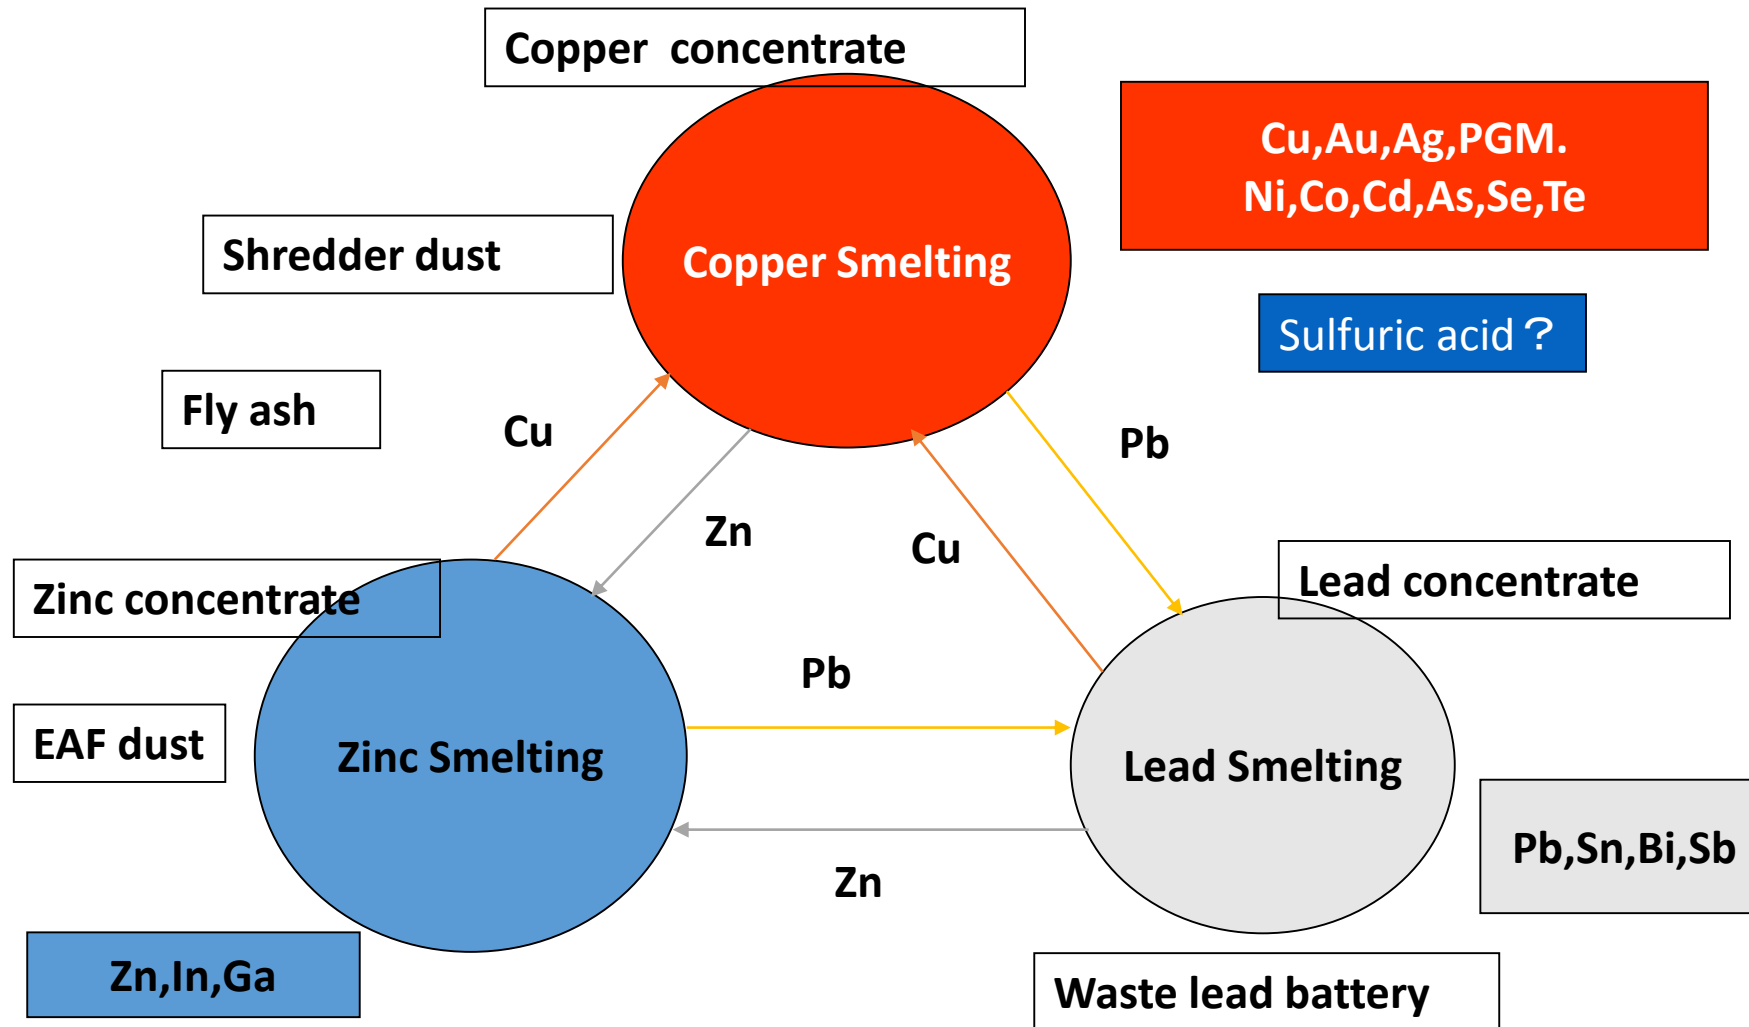 Copper  concentrate
Cu,Au,Ag,PGM.
Ni,Co,Cd,As,Se,Te
Shredder dust
Copper Smelting
Sulfuric acid？
Fly ash
Cu
Pb
Zn
Cu
Zinc concentrate
Lead concentrate
Pb
EAF dust
Zinc Smelting
Lead Smelting
Pb,Sn,Bi,Sb
Zn
Zn,In,Ga
Waste lead battery